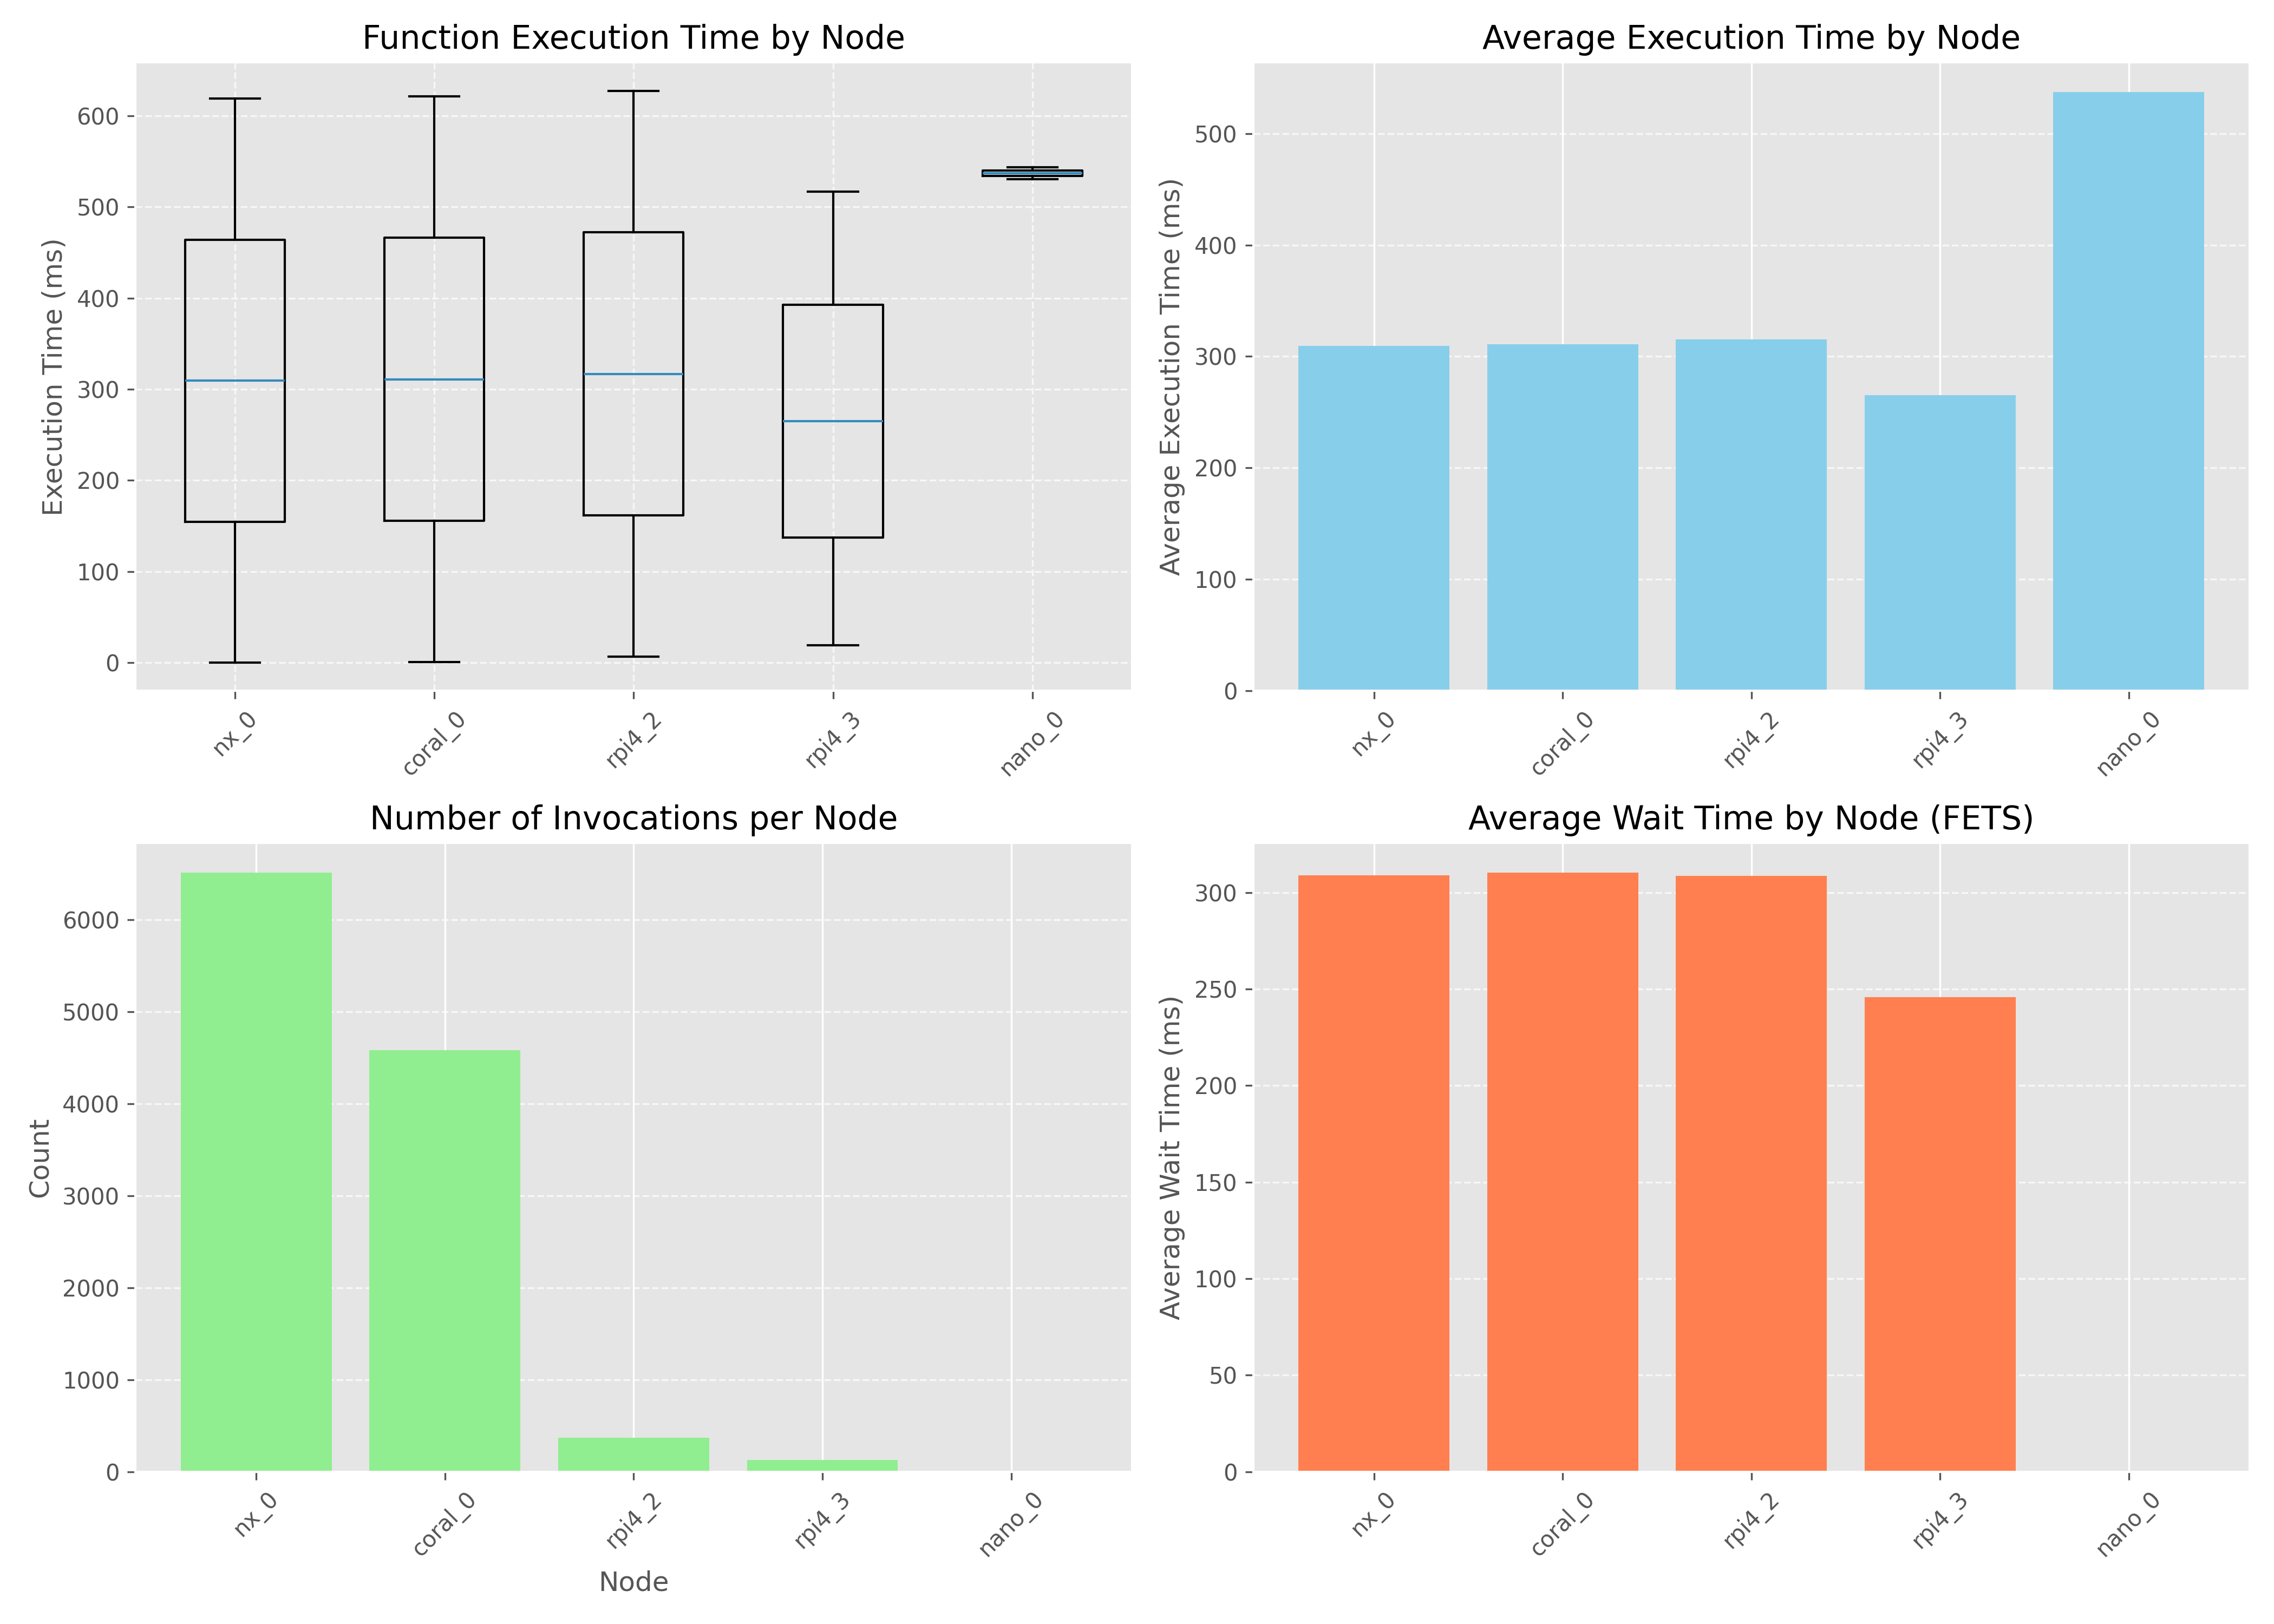 Function Execution Time by Node
Execution Time (ms)
600
500
400
300
200
100
0
nx_0
coral_0
rpi4_2
rpi4_3
nano_0
Average Execution Time by Node
Average Execution Time (ms)
500
400
300
200
100
0
nx_0
coral_0
rpi4_2
rpi4_3
nano_0
Number of Invocations per Node
Count
6000
5000
4000
3000
2000
1000
0
nx_0
coral_0
rpi4_2
rpi4_3
nano_0
Node
Average Wait Time by Node (FETS)
Average Wait Time (ms)
300
250
200
150
100
50
0
nx_0
coral_0
rpi4_2
rpi4_3
nano_0